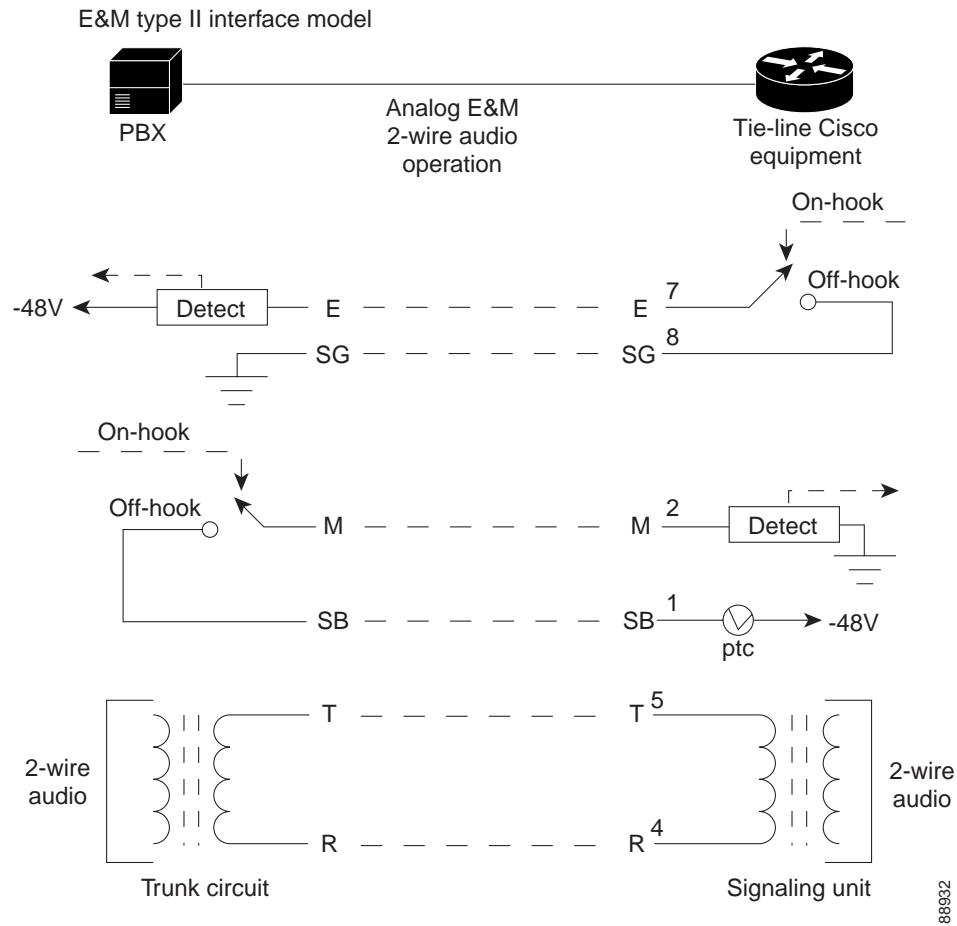 E&M type II interface model
PBX
Analog E&M
2-wire audio
operation
Tie-line Cisco
equipment
On-hook
Off-hook
-48V
Detect
E
E
7
SG
SG
8
On-hook
Off-hook
M
M
2
Detect
SB
SB
1
ptc
-48V
T
T
5
2-wire
audio
2-wire
audio
R
R
4
Trunk circuit
Signaling unit
88932